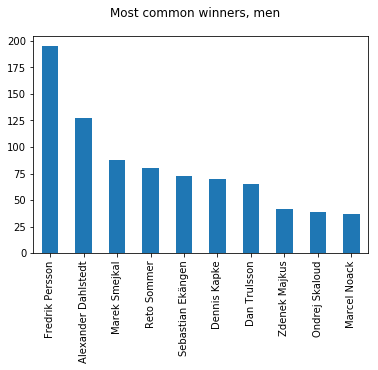 Most common winners, men
200
175
150
125
100
75
50
25
0
Fredrik Persson
Alexander Dahlstedt
Marek Smejkal
Reto Sommer
Sebastian Ekängen
Dennis Kapke
Dan Trulsson
Zdenek Majkus
Ondrej Skaloud
Marcel Noack